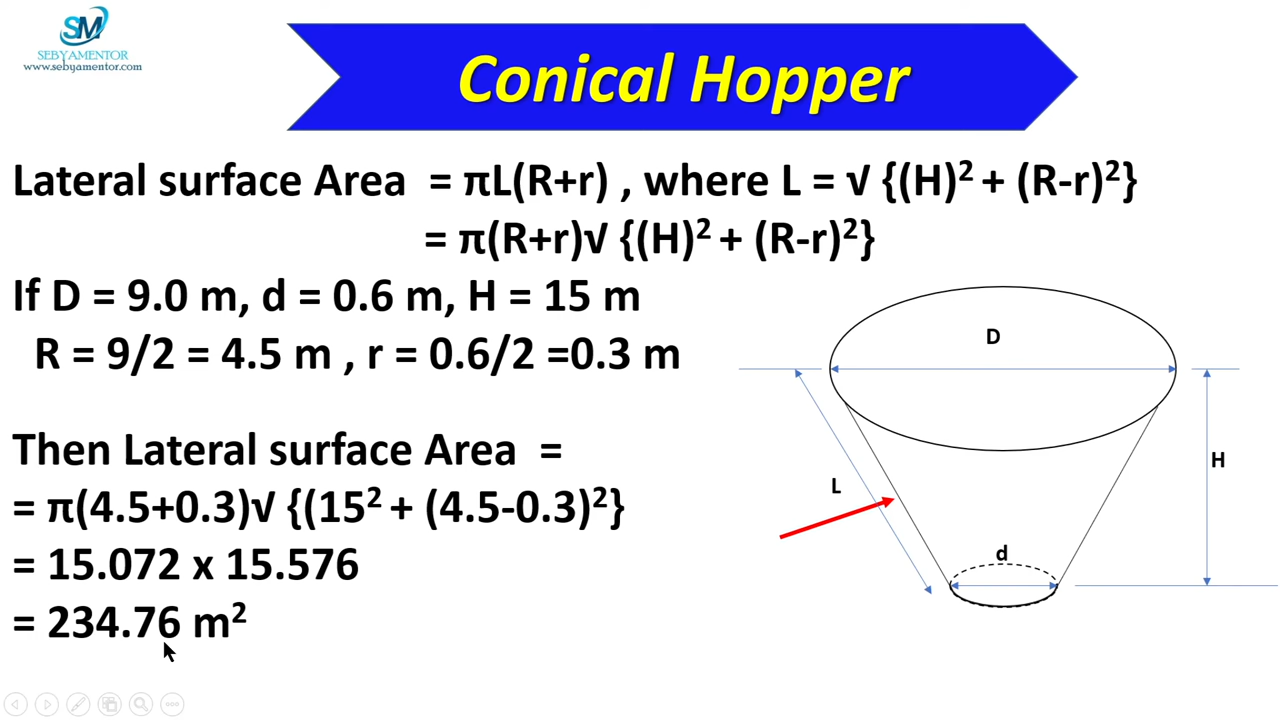 SM
SEBYAMENTOR
www.sebyamentor.com
Conical Hopper
Lateral surface Area = πL(R+r) , where L = √ {(H)² + (R-r)²}
= π(R+r)√ {(H)² + (R-r)²}
If D = 9.0 m, d = 0.6 m, H = 15 m
R = 9/2 = 4.5 m , r = 0.6/2 =0.3 m
Then Lateral surface Area =
= π(4.5+0.3)√ {(15² + (4.5-0.3)²}
= 15.072 x 15.576
= 234.76 m²
D
H
L
d